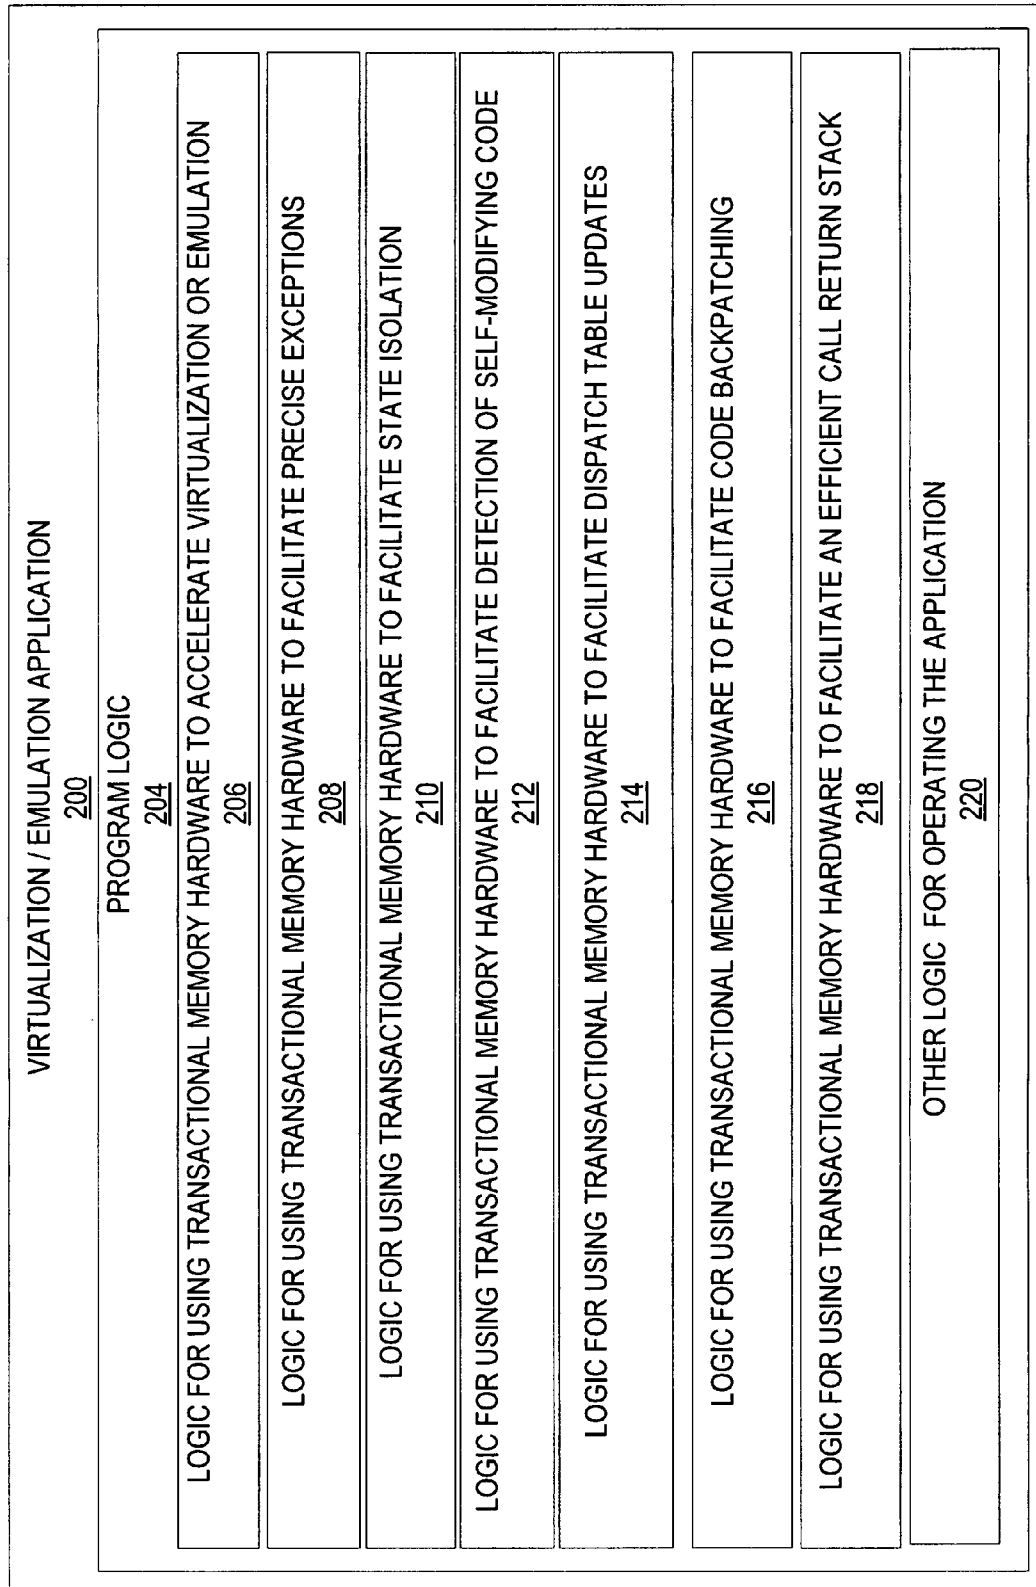 VIRTUALIZATION / EMULATION APPLICATION
200
PROGRAM LOGIC
204
LOGIC FOR USING TRANSACTIONAL MEMORY HARDWARE TO ACCELERATE VIRTUALIZATION OR EMULATION
206
LOGIC FOR USING TRANSACTIONAL MEMORY HARDWARE TO FACILITATE PRECISE EXCEPTIONS
208
LOGIC FOR USING TRANSACTIONAL MEMORY HARDWARE TO FACILITATE STATE ISOLATION
210
LOGIC FOR USING TRANSACTIONAL MEMORY HARDWARE TO FACILITATE DETECTION OF SELF-MODIFYING CODE
212
LOGIC FOR USING TRANSACTIONAL MEMORY HARDWARE TO FACILITATE DISPATCH TABLE UPDATES
214
LOGIC FOR USING TRANSACTIONAL MEMORY HARDWARE TO FACILITATE CODE BACKPATCHING
216
LOGIC FOR USING TRANSACTIONAL MEMORY HARDWARE TO FACILITATE AN EFFICIENT CALL RETURN STACK
218
OTHER LOGIC FOR OPERATING THE APPLICATION
220